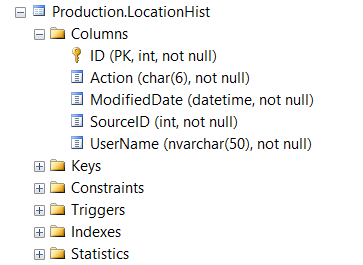 Production.LocationHist
Columns
ID (PK, int, not null)
Action (char(6), not null)
ModifiedDate (datetime, not null)
SourceID (int, not null)
UserName (nvarchar(50), not null)
Keys
Constraints
Triggers
Indexes
Statistics